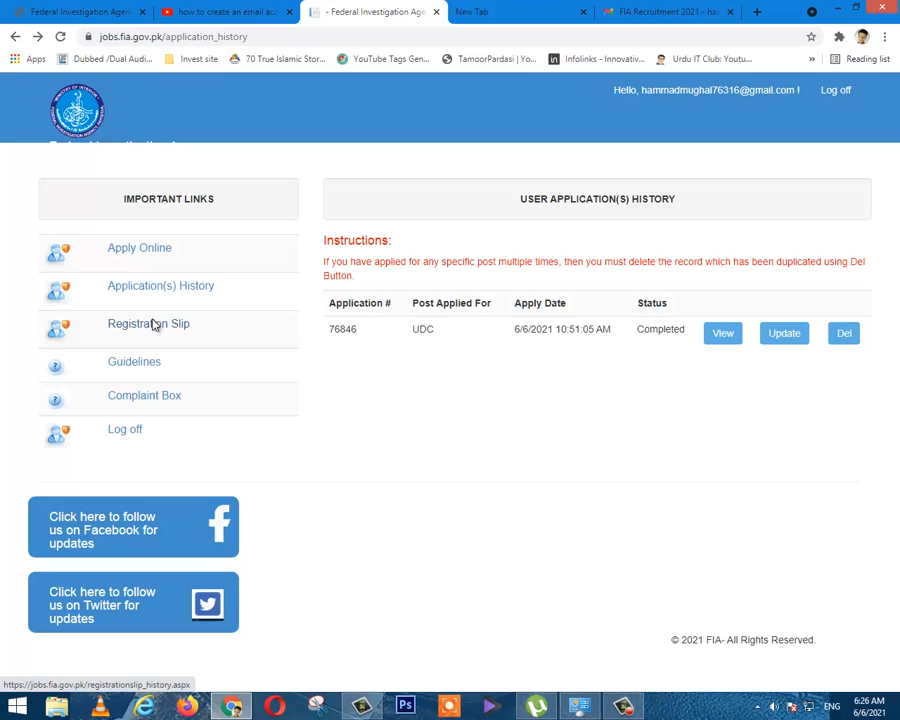 Federal Investigation Agen
how to create an email acc
- Federal Investigation Age
New Tab
FIA Recruitment 2021 - ha
jobs.fia.gov.pk/application_history
Apps
Dubbed /Dual Audi...
Invest site
70 True Islamic Stor...
YouTube Tags Gen...
TamoorPardasi | Yo...
Infolinks - Innovativ...
Urdu IT Club: Youtu...
»
Reading list
Hello, hammadmughal76316@gmail.com !
Log off
IMPORTANT LINKS
USER APPLICATION(S) HISTORY
Apply Online
Application(s) History
Registration Slip
Guidelines
Complaint Box
Log off
Instructions:
If you have applied for any specific post multiple times, then you must delete the record which has been duplicated using Del
Button.
Application # Post Applied For Apply Date Status
76846 UDC 6/6/2021 10:51:05 AM Completed View Update Del
Click here to follow
us on Facebook for
updates
Click here to follow
us on Twitter for
updates
© 2021 FIA- All Rights Reserved.
https://jobs.fia.gov.pk/registrationslip_history.aspx
Ps
ENG
6:26 AM
6/6/2021